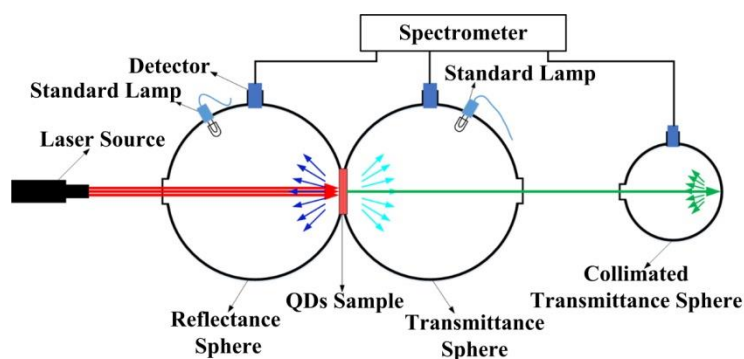 Spectrometer
Detector
Standard Lamp
Standard Lamp
Laser Source
Reflectance
Sphere
QDs Sample
Transmittance
Sphere
Collimated
Transmittance Sphere